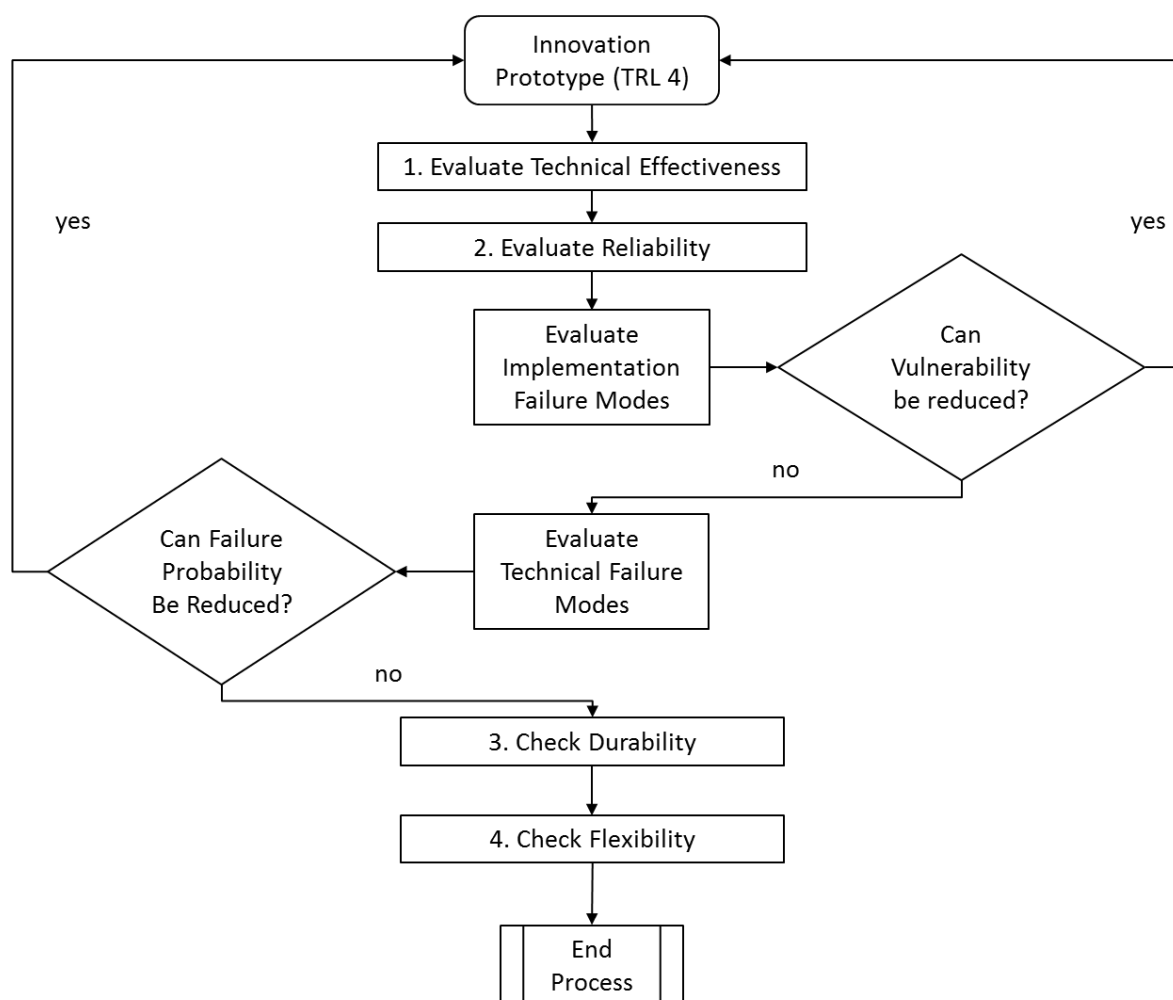 Innovation
Prototype (TRL 4)
1. Evaluate Technical Effectiveness
yes
yes
2. Evaluate Reliability
Evaluate
Implementation
Failure Modes
Can
Vulnerability
be reduced?
no
Can Failure
Probability
Be Reduced?
Evaluate
Technical Failure
Modes
no
3. Check Durability
4. Check Flexibility
End
Process